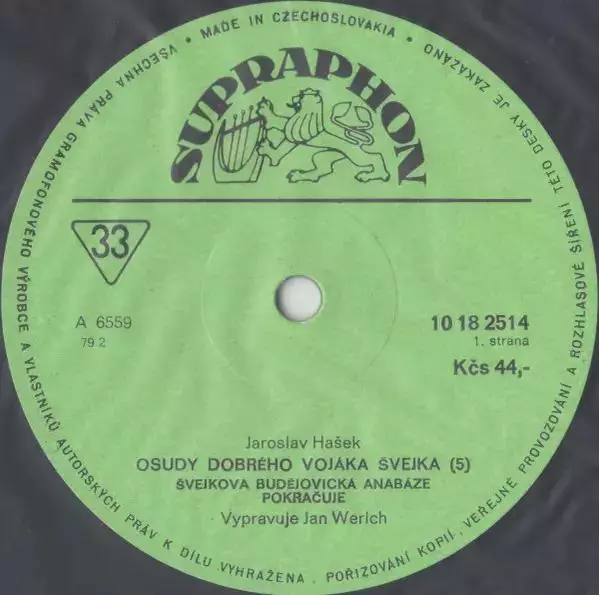 MADE IN CZECHOSLOVAKIA • VŠECHNA PRÁVA GRAMOFONOVÉHO VÝROBCE A VLASTNÍKŮ AUTORSKÝCH PRÁV K DÍLU VYHRAŽENA. POŘIZOVÁNÍ KOPIÍ, VEŘEJNÉ PROVOZOVÁNÍ A ROZHLASOVÉ ŠÍŘENÍ TÉTO DESKY JE ZAKÁZÁNO •
SUPRAPHON
33
A 6559
79 2
10 18 2514
1. strana
Kčs 44,-
Jaroslav Hašek
OSUDY DOBRÉHO VOJÁKA ŠVEJKA (5)
ŠVEJKOVA BUDĚJOVICKÁ ANABÁZE
POKRAČUJE
Vypravuje Jan Werich